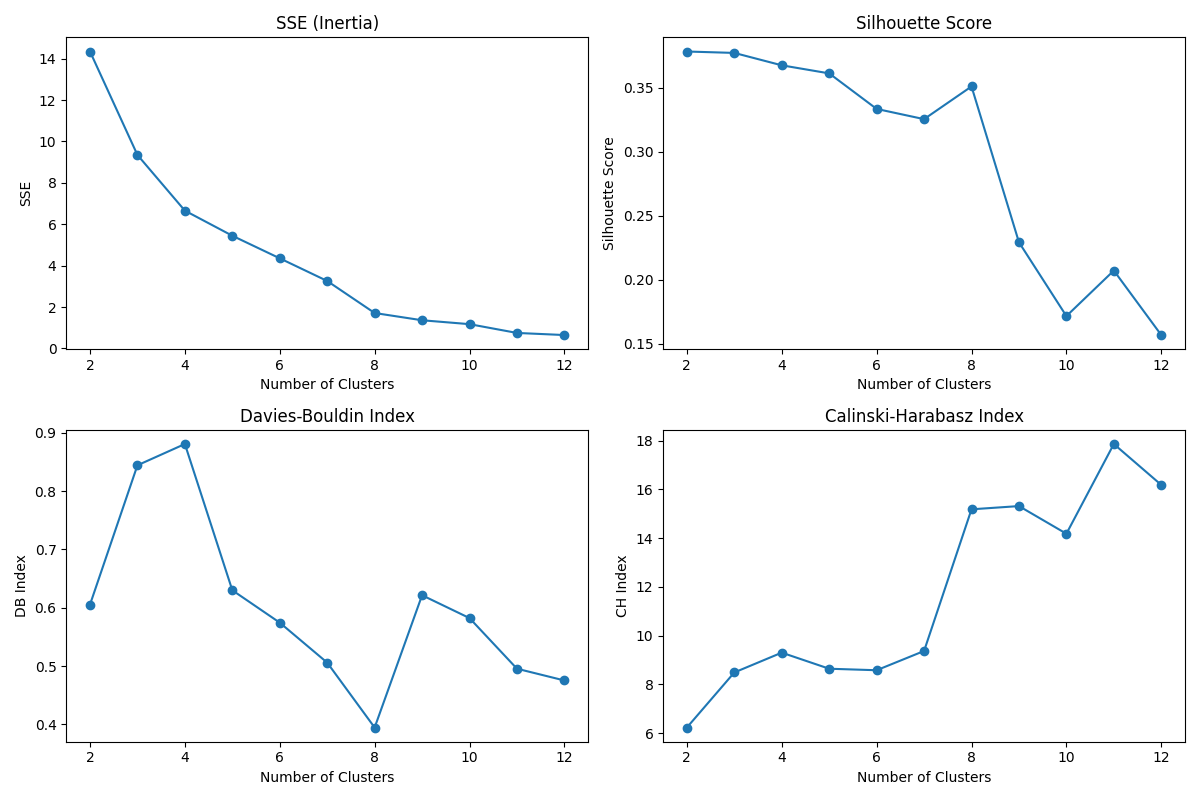 SSE (Inertia)
14
12
10
8
6
4
2
0
SSE
2 4 6 8 10 12
Number of Clusters
Silhouette Score
0.35
0.30
0.25
0.20
0.15
Silhouette Score
2 4 6 8 10 12
Number of Clusters
Davies-Bouldin Index
0.9
0.8
0.7
0.6
0.5
0.4
DB Index
2 4 6 8 10 12
Number of Clusters
Calinski-Harabasz Index
18
16
14
12
10
8
6
CH Index
2 4 6 8 10 12
Number of Clusters